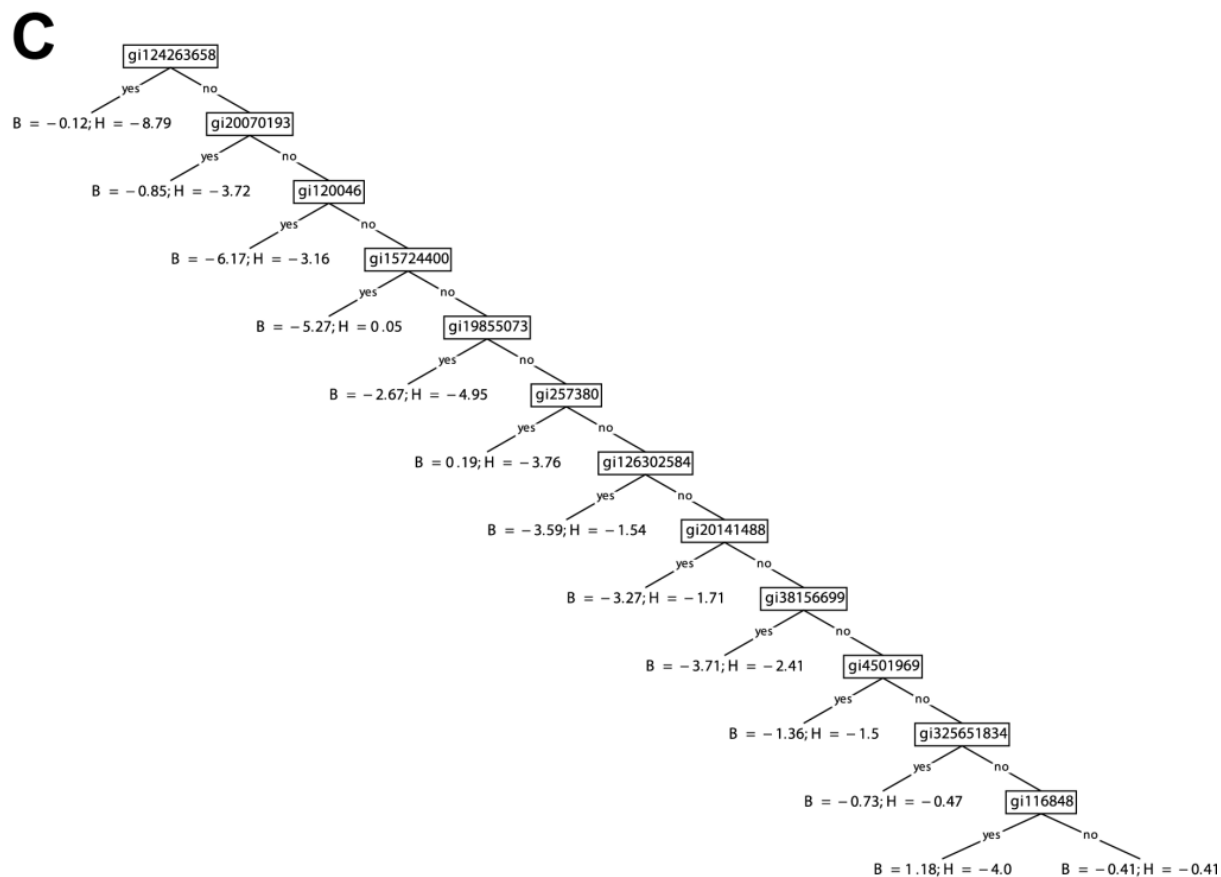 C
gi124263658
yes no
B = −0.12; H = −8.79 gi20070193
yes no
B = −0.85; H = −3.72 gi120046
yes no
B = −6.17; H = −3.16 gi15724400
yes no
B = −5.27; H = 0.05 gi19855073
yes no
B = −2.67; H = −4.95 gi257380
yes no
B = 0.19; H = −3.76 gi126302584
yes no
B = −3.59; H = −1.54 gi20141488
yes no
B = −3.27; H = −1.71 gi38156699
yes no
B = −3.71; H = −2.41 gi4501969
yes no
B = −1.36; H = −1.5 gi325651834
yes no
B = −0.73; H = −0.47 gi116848
yes no
B = 1.18; H = −4.0 B = −0.41; H = −0.41